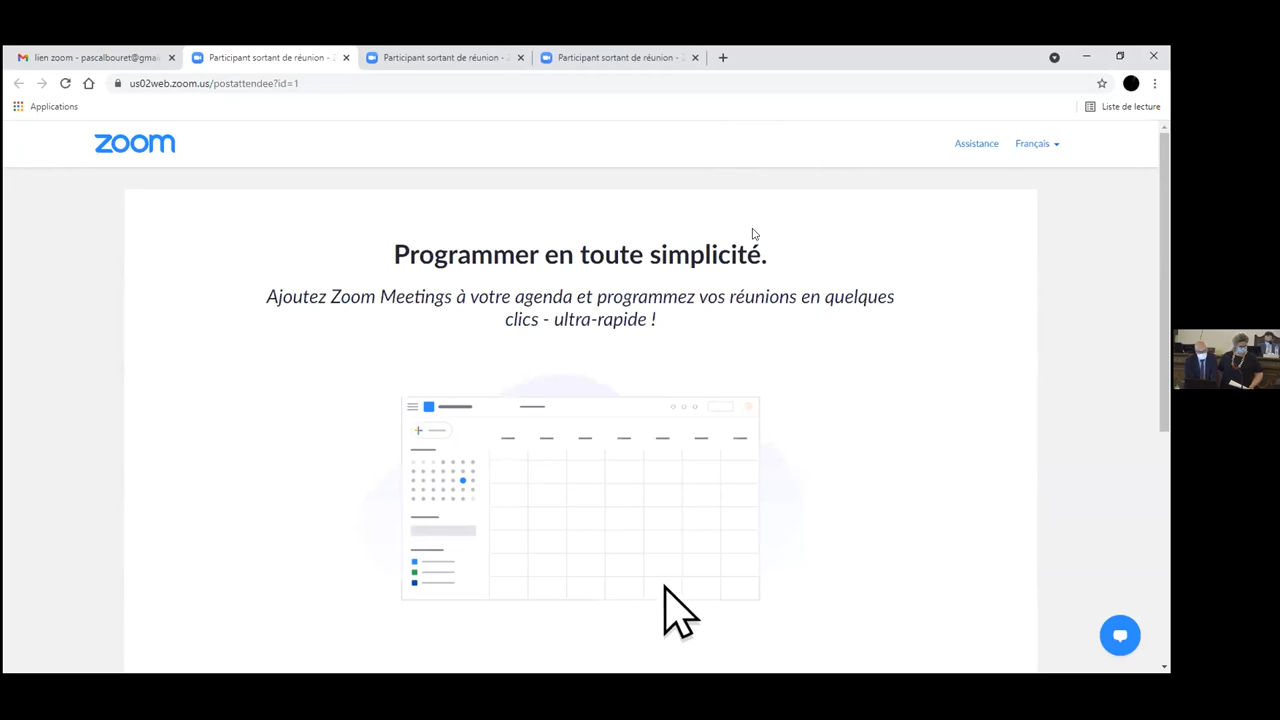 lien zoom - pascalbouret@gmai
Participant sortant de réunion - Z
Participant sortant de réunion - Z
Participant sortant de réunion - Z
us02web.zoom.us/postattendee?id=1
Applications
Liste de lecture
zoom
Assistance
Français
Programmer en toute simplicité.
Ajoutez Zoom Meetings à votre agenda et programmez vos réunions en quelques
clics - ultra-rapide !